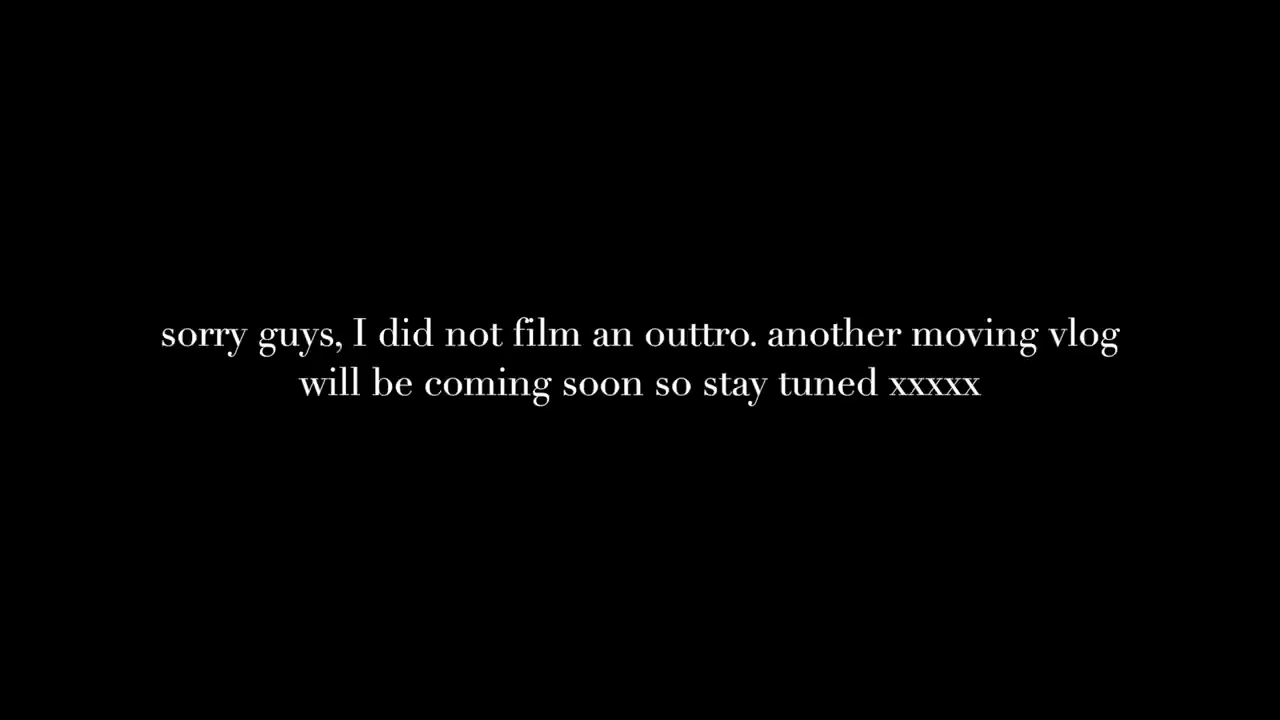 sorry guys, I did not film an outtro. another moving vlog
will be coming soon so stay tuned xxxxx